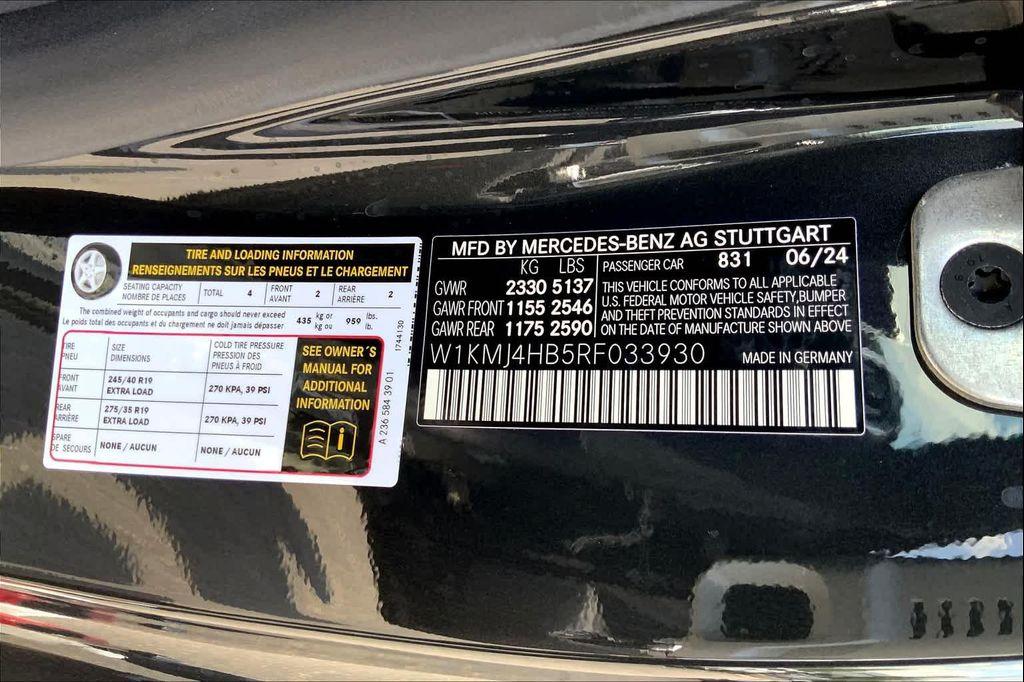 TIRE AND LOADING INFORMATION
RENSEIGNEMENTS SUR LES PNEUS ET LE CHARGEMENT
SEATING CAPACITY
NOMBRE DE PLACES
TOTAL 4
FRONT
AVANT
2
REAR
ARRIÈRE
2
The combined weight of occupants and cargo should never exceed
Le poids total des occupants et du chargement ne doit jamais dépasser
435
kg or
kg ou
959
lbs.
lb.
TIRE
PNEU
SIZE
DIMENSIONS
COLD TIRE PRESSURE
PRESSION DES
PNEUS À FROID
FRONT
AVANT
245/40 R19
EXTRA LOAD
270 KPA, 39 PSI
REAR
ARRIÈRE
275/35 R19
EXTRA LOAD
270 KPA, 39 PSI
SPARE
DE SECOURS
NONE / AUCUN
NONE / AUCUN
SEE OWNER´S
MANUAL FOR
ADDITIONAL
INFORMATION
i
1744130
A 236 584 39 01
MFD BY MERCEDES-BENZ AG STUTTGART
KG LBS
GVWR 2330 5137
GAWR FRONT 1155 2546
GAWR REAR 1175 2590
PASSENGER CAR 831 06/24
THIS VEHICLE CONFORMS TO ALL APPLICABLE
U.S. FEDERAL MOTOR VEHICLE SAFETY,BUMPER
AND THEFT PREVENTION STANDARDS IN EFFECT
ON THE DATE OF MANUFACTURE SHOWN ABOVE
W1KMJ4HB5RF033930
MADE IN GERMANY